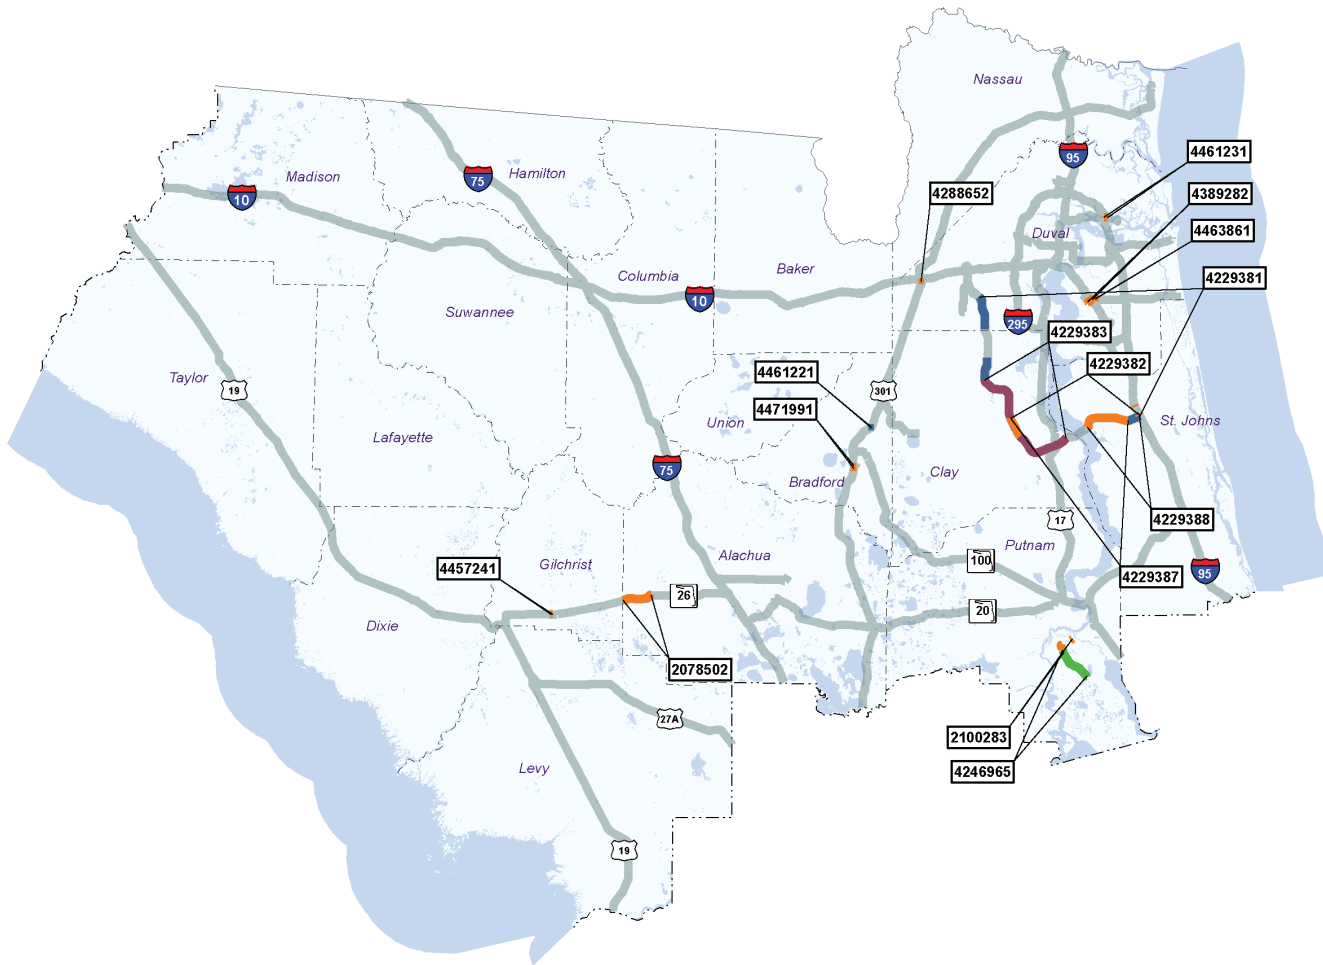 Nassau
95
4461231
Madison
75
Hamilton
10
4288652
4389282
4463861
Duval
Columbia
Baker
4229381
10
Suwannee
295
4229383
4229382
4461221
Taylor
19
301
4471991
Union
St. Johns
Lafayette
75
Bradford
Clay
17
4229388
Putnam
Alachua
Gilchrist
4457241
100
95
4229387
26
20
Dixie
2078502
27A
2100283
4246965
Levy
19